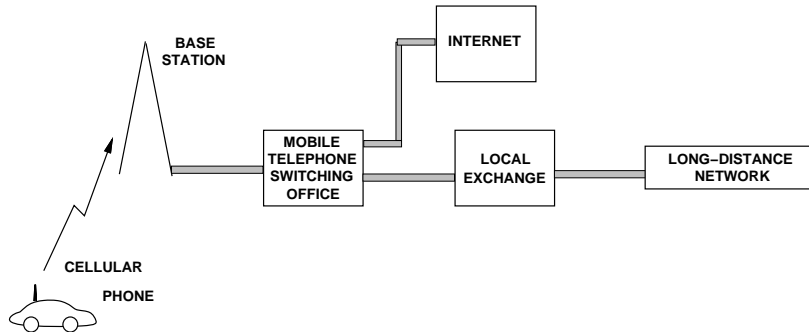 BASE
STATION
INTERNET
MOBILE
TELEPHONE
SWITCHING
OFFICE
LOCAL
EXCHANGE
LONG−DISTANCE
NETWORK
CELLULAR
PHONE